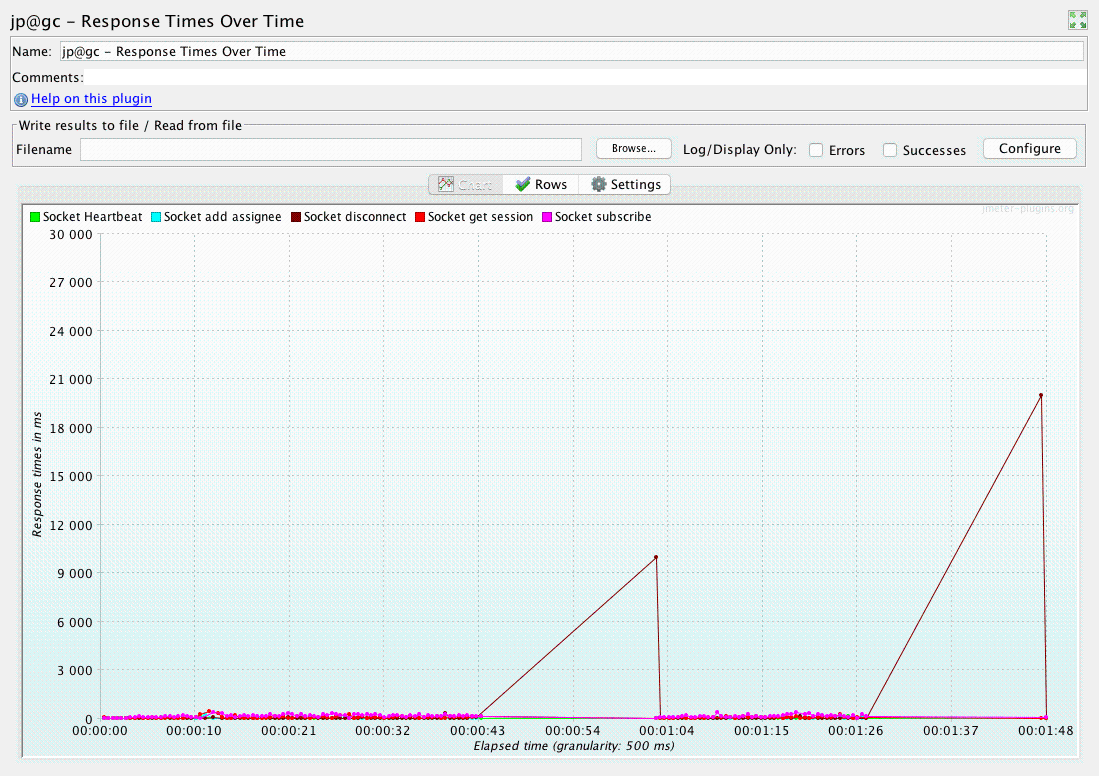 jp@gc - Response Times Over Time
Name: jp@gc - Response Times Over Time
Comments:
Help on this plugin
Write results to file / Read from file
Filename Browse... Log/Display Only: Errors Successes Configure
Chart Rows Settings
jmeter-plugins.org
Socket Heartbeat Socket add assignee Socket disconnect Socket get session Socket subscribe
30 000
27 000
24 000
21 000
18 000
15 000
12 000
9 000
6 000
3 000
0
Response times in ms
00:00:00 00:00:10 00:00:21 00:00:32 00:00:43 00:00:54 00:01:04 00:01:15 00:01:26 00:01:37 00:01:48
Elapsed time (granularity: 500 ms)